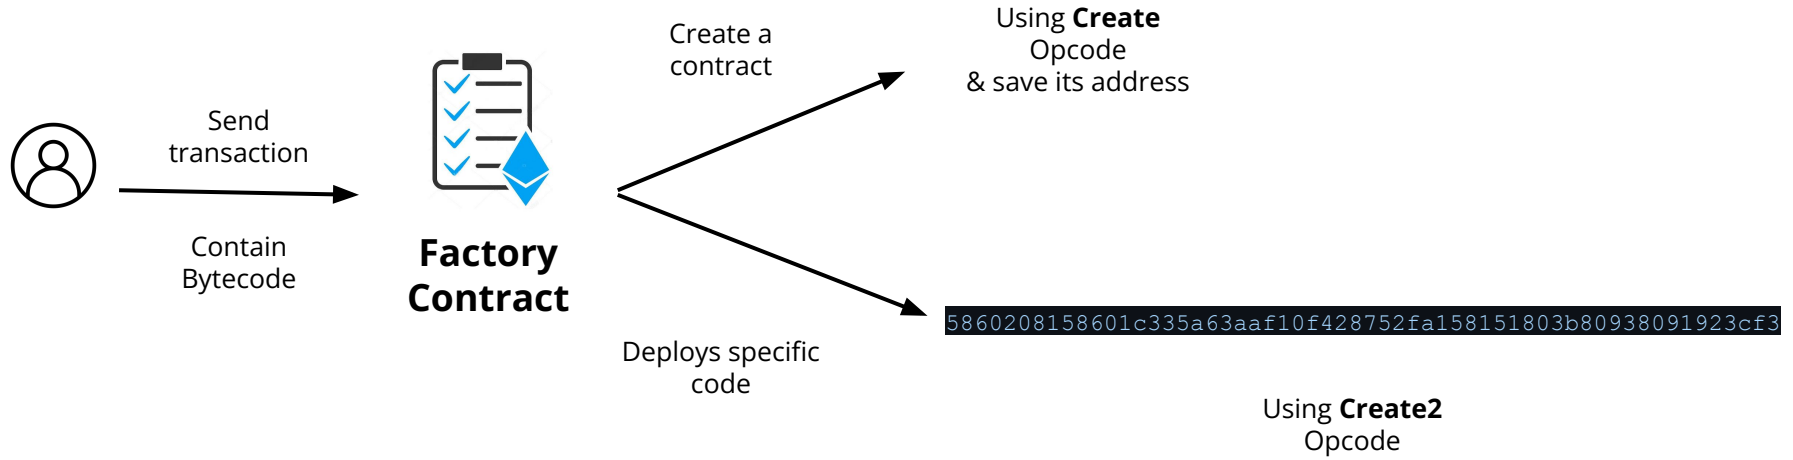 Send
transaction
Contain
Bytecode
Factory
Contract
Create a
contract
Using Create
Opcode
& save its address
Deploys specific
code
5860208158601c335a63aaf10f428752fa158151803b80938091923cf3
Using Create2
Opcode